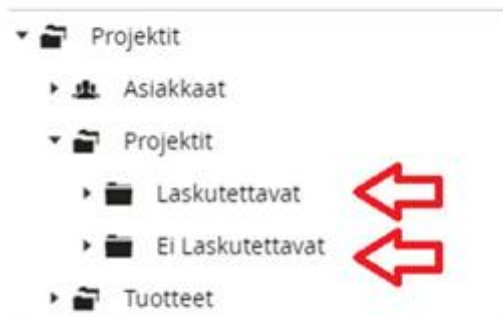 Projektit
Asiakkaat
Projektit
Laskutettavat
Ei Laskutettavat
Tuotteet